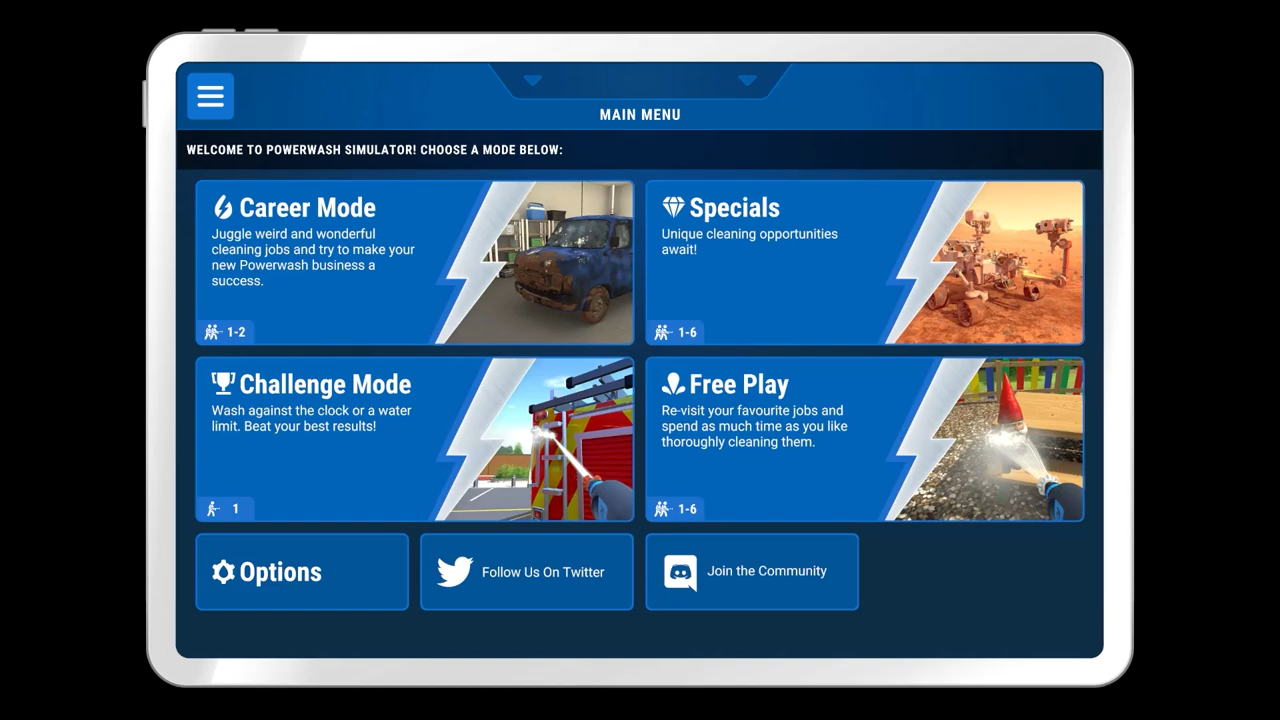 MAIN MENU
WELCOME TO POWERWASH SIMULATOR! CHOOSE A MODE BELOW:
Career Mode
Juggle weird and wonderful
cleaning jobs and try to make your
new Powerwash business a
success.
1-2
Specials
Unique cleaning opportunities
await!
1-6
Challenge Mode
Wash against the clock or a water
limit. Beat your best results!
1
Free Play
Re-visit your favourite jobs and
spend as much time as you like
thoroughly cleaning them.
1-6
Options
Follow Us On Twitter
Join the Community